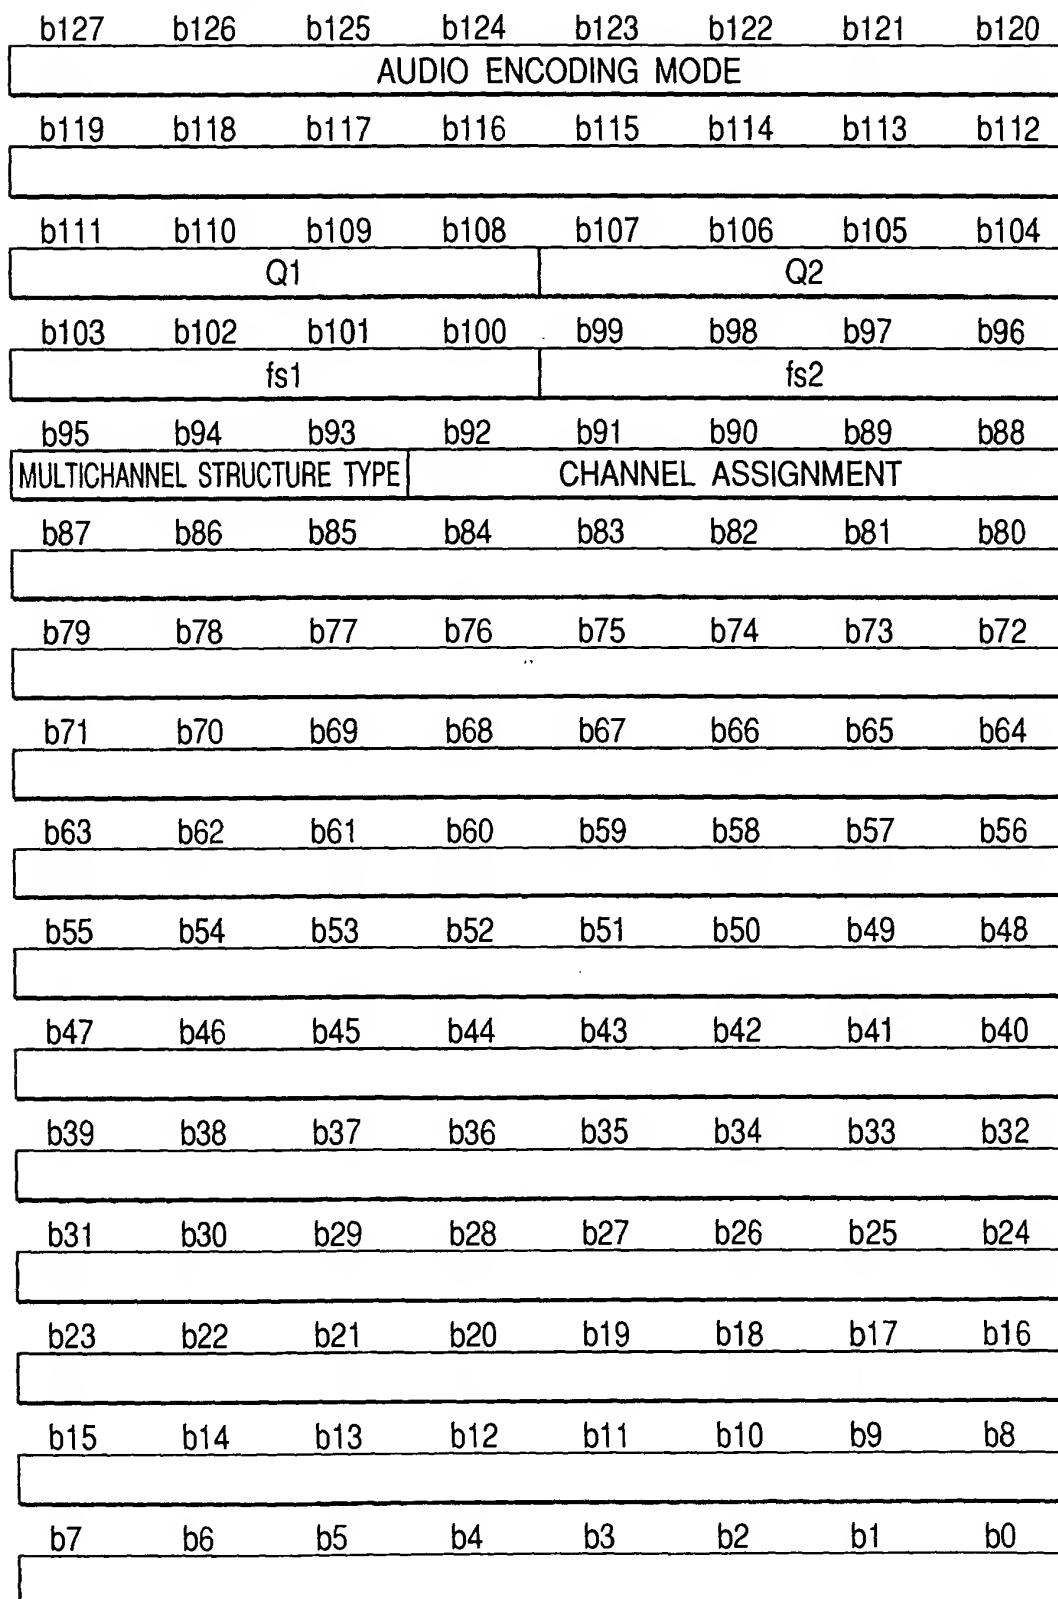 b127 b126 b125 b124 b123 b122 b121 b120
AUDIO ENCODING MODE
b119 b118 b117 b116 b115 b114 b113 b112
b111 b110 b109 b108 b107 b106 b105 b104
Q1 Q2
b103 b102 b101 b100 b99 b98 b97 b96
fs1 fs2
b95 b94 b93 b92 b91 b90 b89 b88
MULTICHANNEL STRUCTURE TYPE CHANNEL ASSIGNMENT
b87 b86 b85 b84 b83 b82 b81 b80
b79 b78 b77 b76 b75 b74 b73 b72
b71 b70 b69 b68 b67 b66 b65 b64
b63 b62 b61 b60 b59 b58 b57 b56
b55 b54 b53 b52 b51 b50 b49 b48
b47 b46 b45 b44 b43 b42 b41 b40
b39 b38 b37 b36 b35 b34 b33 b32
b31 b30 b29 b28 b27 b26 b25 b24
b23 b22 b21 b20 b19 b18 b17 b16
b15 b14 b13 b12 b11 b10 b9 b8
b7 b6 b5 b4 b3 b2 b1 b0